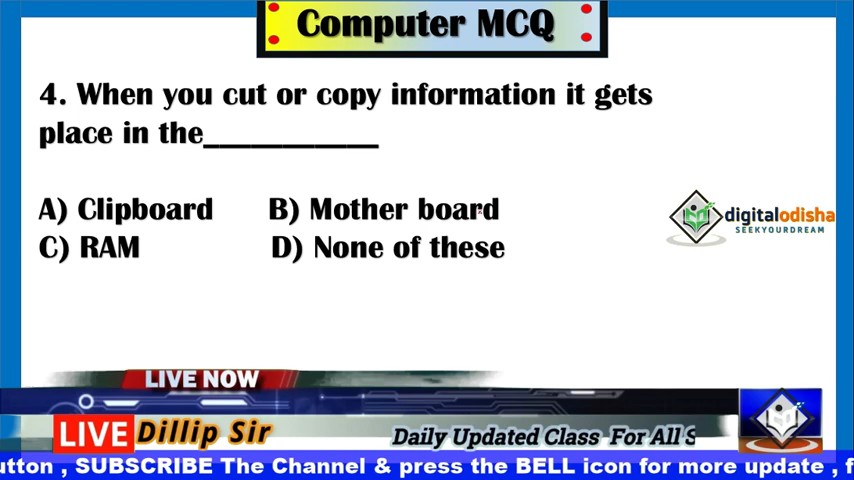 Computer MCQ
4. When you cut or copy information it gets
place in the____________
A) Clipboard B) Mother board
C) RAM D) None of these
digitalodisha
SEEKYOURDREAM
LIVE NOW
LIVE Dillip Sir
Daily Updated Class For All S
utton , SUBSCRIBE The Channel & press the BELL icon for more update , f